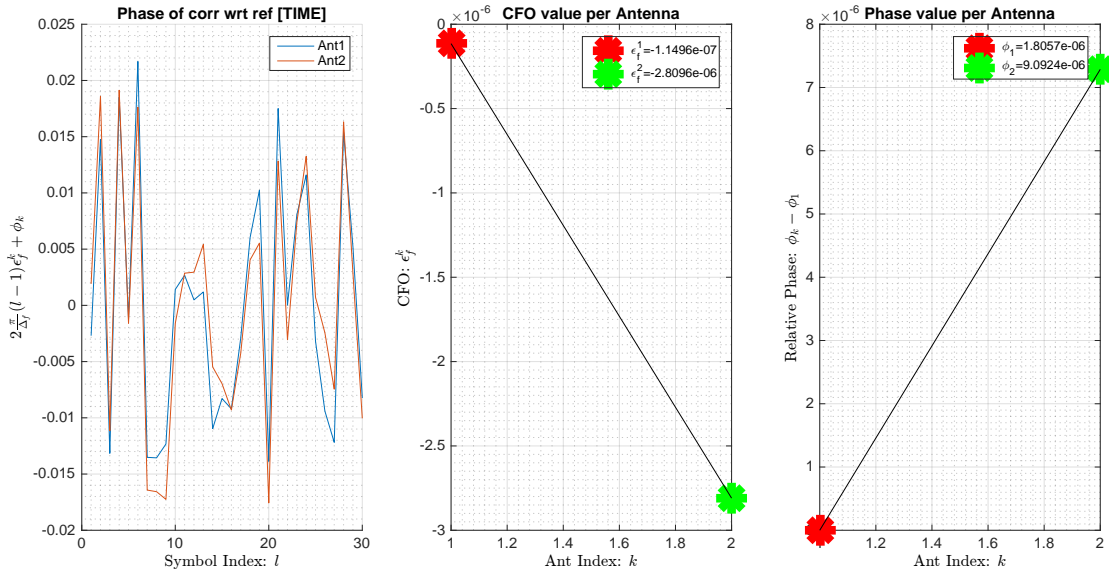 Phase of corr wrt ref [TIME]
0.025
0.02
0.015
0.01
0.005
0
-0.005
-0.01
-0.015
-0.02
0 10 20 30
Symbol Index: l
2 π/Δf (l − 1)ϵ_f^k + ϕ_k
Ant1
Ant2
CFO value per Antenna
×10^-6
0
-0.5
-1
-1.5
-2
-2.5
-3
1 1.2 1.4 1.6 1.8 2
Ant Index: k
CFO: ϵ_f^k
ϵ_f^1=-1.1496e-07
ϵ_f^2=-2.8096e-06
Phase value per Antenna
×10^-6
8
7
6
5
4
3
2
1
1.2 1.4 1.6 1.8 2
Ant Index: k
Relative Phase: ϕ_k − ϕ_1
ϕ_1=1.8057e-06
ϕ_2=9.0924e-06